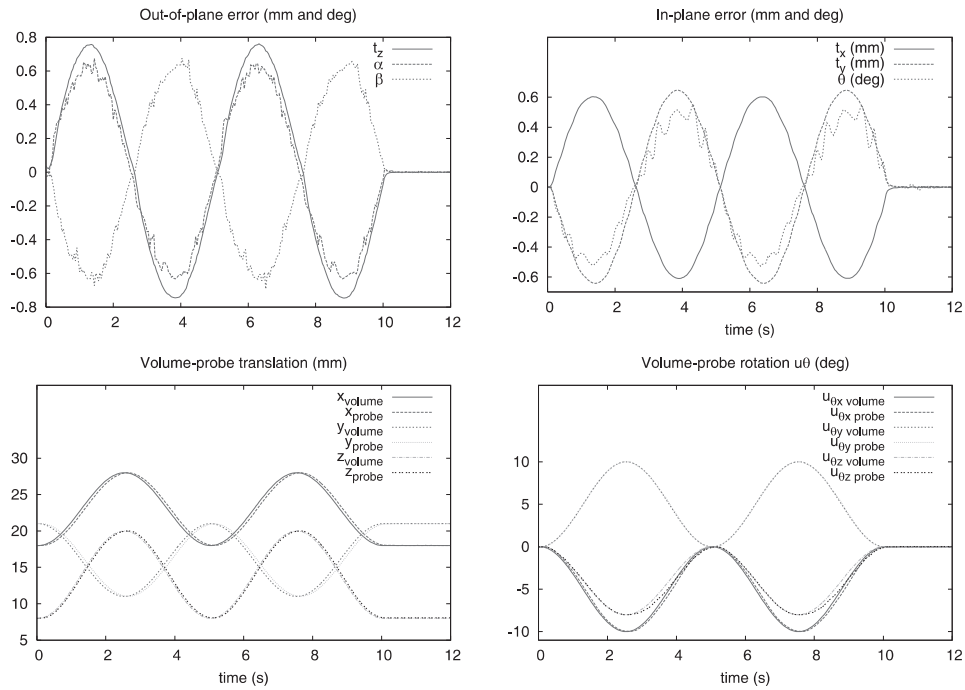 Out-of-plane error (mm and deg)
t_z
α
β
0.8
0.6
0.4
0.2
0
-0.2
-0.4
-0.6
-0.8
0 2 4 6 8 10 12
In-plane error (mm and deg)
t_x (mm)
t_y (mm)
θ (deg)
0.6
0.4
0.2
0
-0.2
-0.4
-0.6
0 2 4 6 8 10 12
time (s)
Volume-probe translation (mm)
x_volume
x_probe
y_volume
y_probe
z_volume
z_probe
30
25
20
15
10
5
0 2 4 6 8 10 12
time (s)
Volume-probe rotation uθ (deg)
u_θx volume
u_θx probe
u_θy volume
u_θy probe
u_θz volume
u_θz probe
10
5
0
-5
-10
0 2 4 6 8 10 12
time (s)